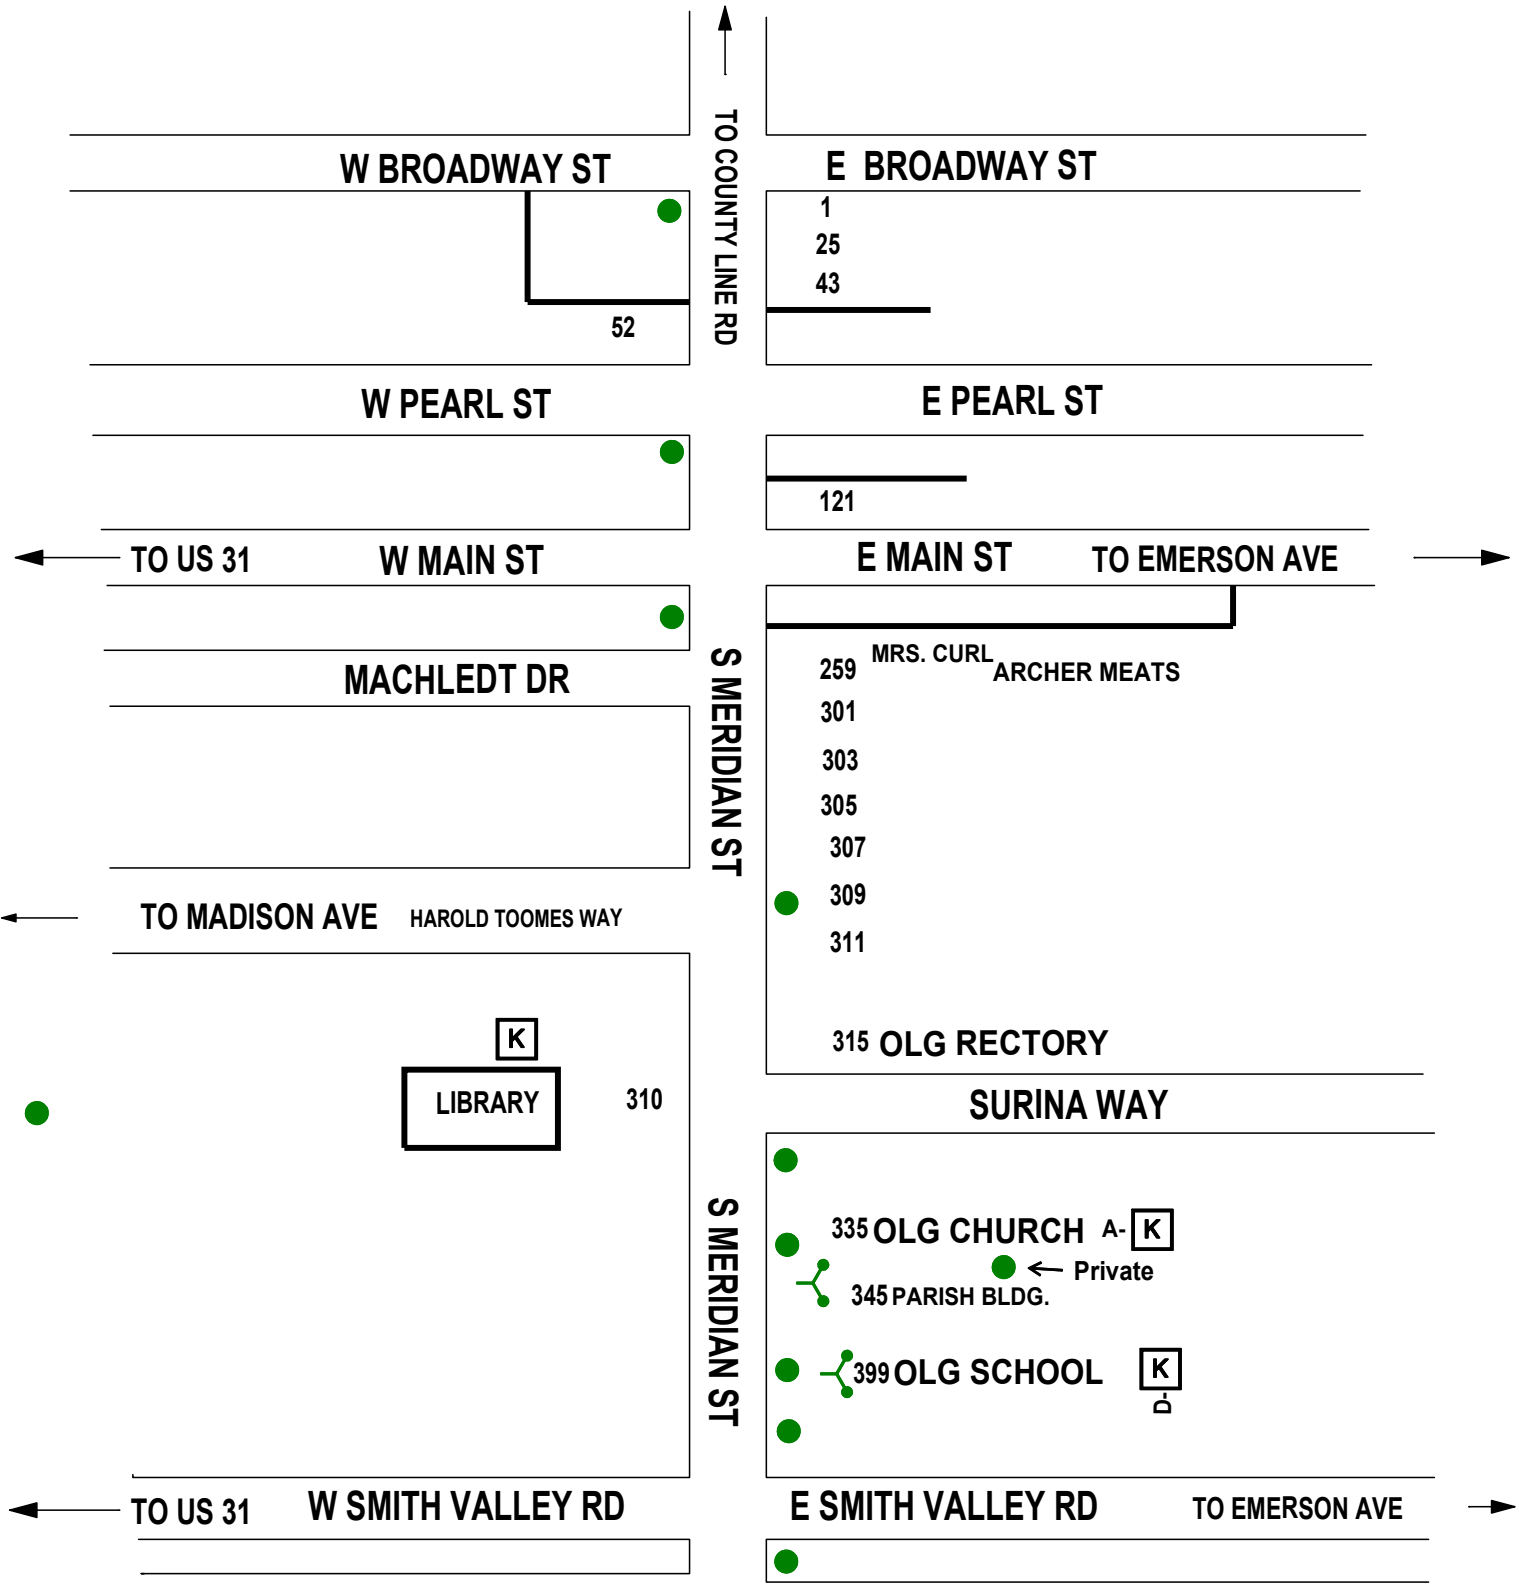 TO COUNTY LINE RD
W BROADWAY ST
E BROADWAY ST
1
25
43
52
W PEARL ST
E PEARL ST
121
TO US 31
W MAIN ST
E MAIN ST
TO EMERSON AVE
S MERIDIAN ST
259 MRS. CURL ARCHER MEATS
MACHLEDT DR
301
303
305
307
309
311
TO MADISON AVE HAROLD TOOMES WAY
K
315 OLG RECTORY
LIBRARY 310
SURINA WAY
S MERIDIAN ST
335 OLG CHURCH A- K
Private
345 PARISH BLDG.
399 OLG SCHOOL K
D-
TO US 31
W SMITH VALLEY RD
E SMITH VALLEY RD
TO EMERSON AVE